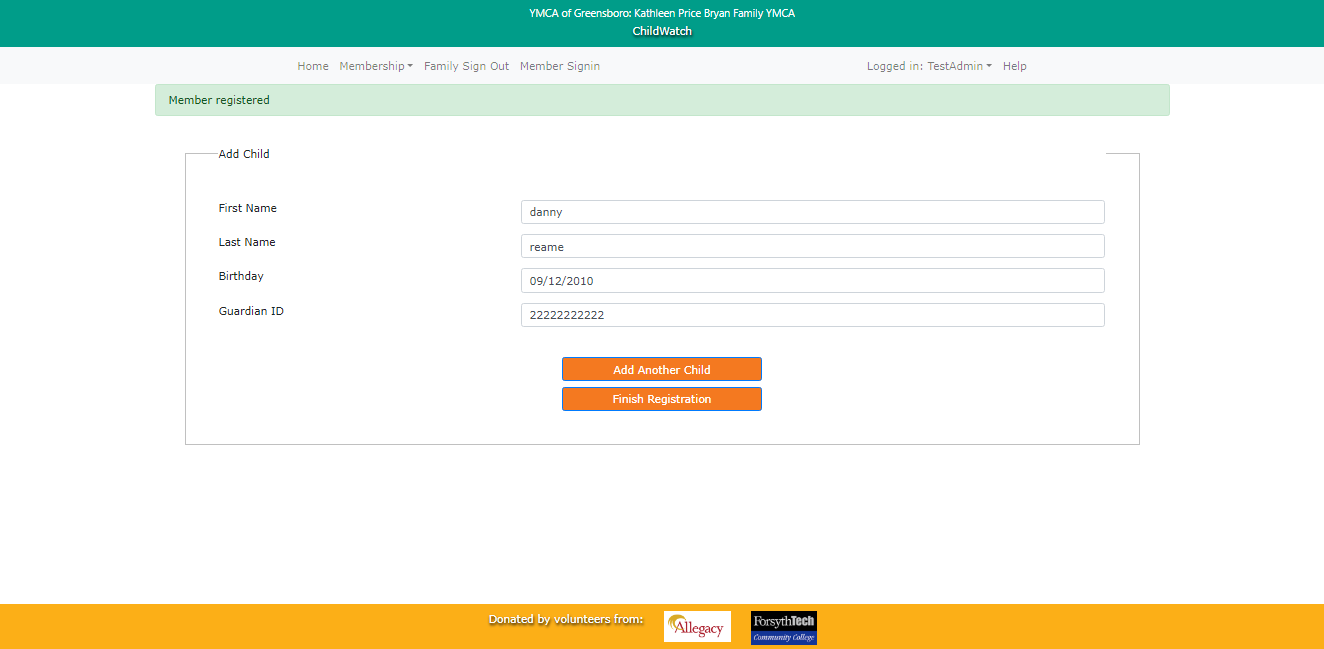 YMCA of Greensboro: Kathleen Price Bryan Family YMCA
ChildWatch
Home Membership Family Sign Out Member Signin Logged in: TestAdmin Help
Member registered
Add Child
First Name danny
Last Name reame
Birthday 09/12/2010
Guardian ID 22222222222
Add Another Child
Finish Registration
Donated by volunteers from:
Allegacy
ForsythTech
Community College